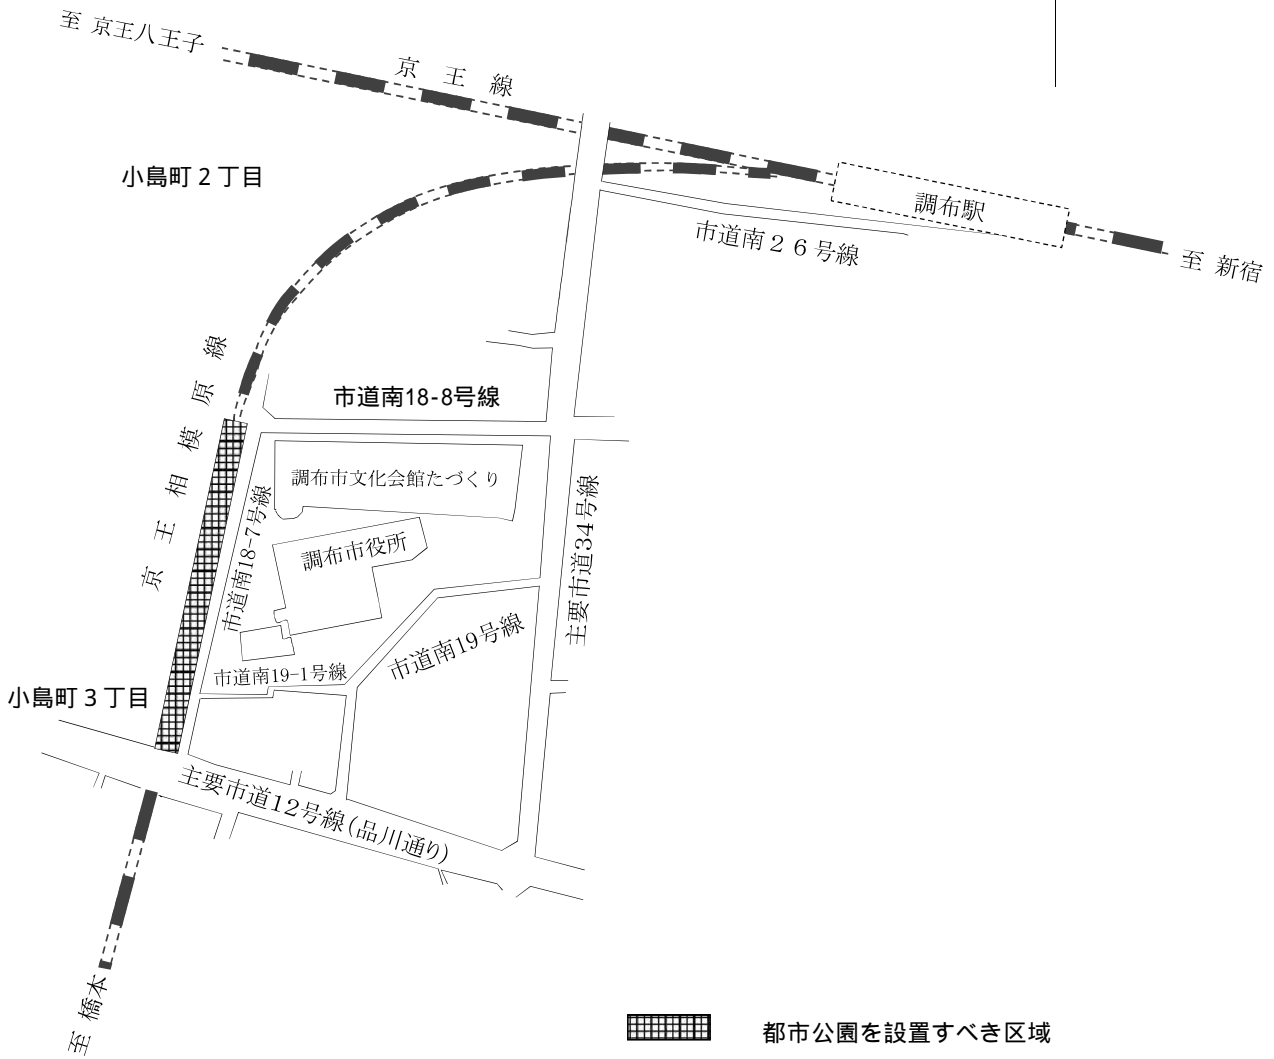 至 京王八王子
京王線
小島町２丁目
調布駅
市道南２６号線
至 新宿
京王相模原線
市道南18-8号線
調布市文化会館たづくり
市道南18-7号線
調布市役所
主要市道34号線
市道南19号線
市道南19-1号線
小島町３丁目
主要市道12号線(品川通り)
至 橋本
都市公園を設置すべき区域